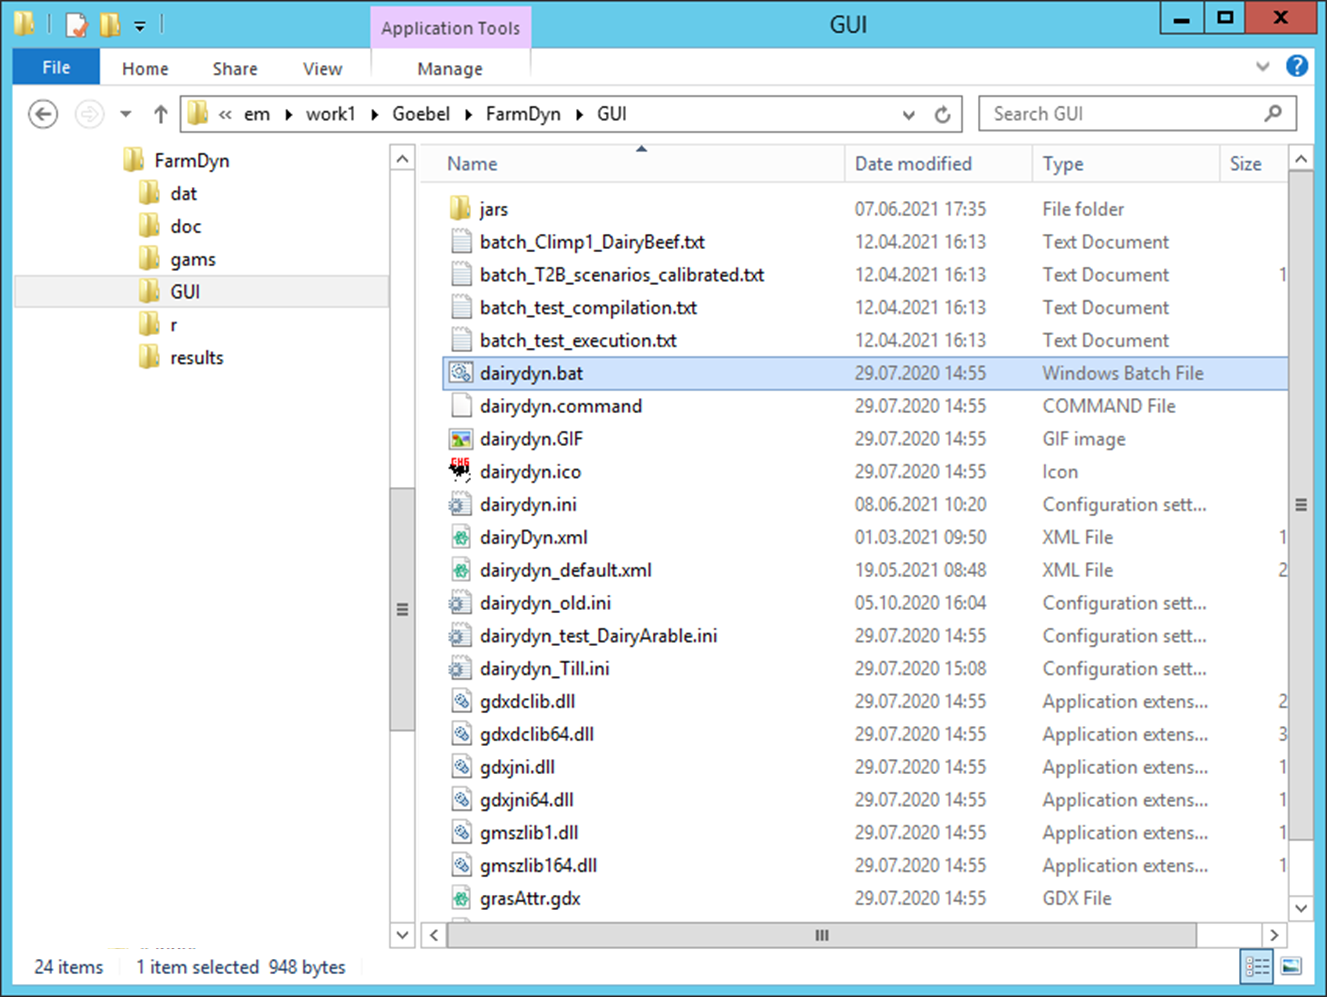 Application Tools
GUI
File
Home
Share
View
Manage
« em work1 Goebel FarmDyn GUI
Search GUI
FarmDyn
dat
doc
gams
GUI
r
results
Name Date modified Type Size
jars 07.06.2021 17:35 File folder
batch_Climp1_DairyBeef.txt 12.04.2021 16:13 Text Document
batch_T2B_scenarios_calibrated.txt 12.04.2021 16:13 Text Document 1
batch_test_compilation.txt 12.04.2021 16:13 Text Document
batch_test_execution.txt 12.04.2021 16:13 Text Document
dairydyn.bat 29.07.2020 14:55 Windows Batch File
dairydyn.command 29.07.2020 14:55 COMMAND File
dairydyn.GIF 29.07.2020 14:55 GIF image
dairydyn.ico 29.07.2020 14:55 Icon
dairydyn.ini 08.06.2021 10:20 Configuration sett...
dairyDyn.xml 01.03.2021 09:50 XML File 1
dairydyn_default.xml 19.05.2021 08:48 XML File 2
dairydyn_old.ini 05.10.2020 16:04 Configuration sett...
dairydyn_test_DairyArable.ini 29.07.2020 14:55 Configuration sett...
dairydyn_Till.ini 29.07.2020 15:08 Configuration sett...
gdxdclib.dll 29.07.2020 14:55 Application extens... 2
gdxdclib64.dll 29.07.2020 14:55 Application extens... 3
gdxjni.dll 29.07.2020 14:55 Application extens... 1
gdxjni64.dll 29.07.2020 14:55 Application extens... 1
gmszlib1.dll 29.07.2020 14:55 Application extens... 1
gmszlib164.dll 29.07.2020 14:55 Application extens... 1
grasAttr.gdx 29.07.2020 14:55 GDX File
24 items 1 item selected 948 bytes